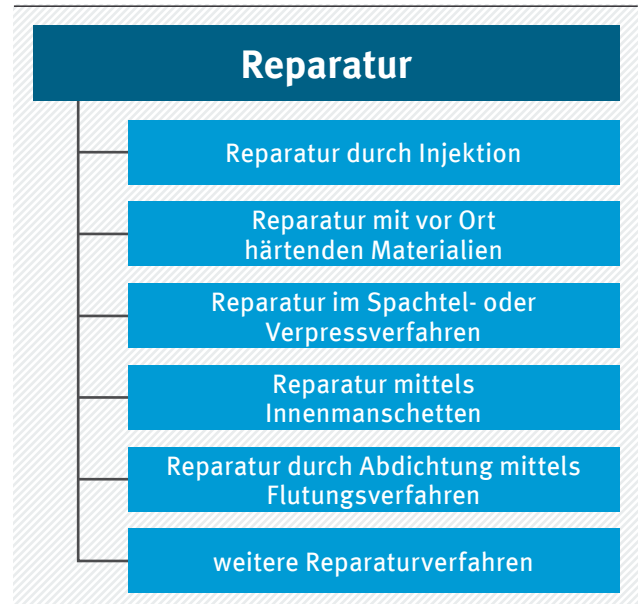 Reparatur
Reparatur durch Injektion
Reparatur mit vor Ort
härtenden Materialien
Reparatur im Spachtel- oder
Verpressverfahren
Reparatur mittels
Innenmanschetten
Reparatur durch Abdichtung mittels
Flutungsverfahren
weitere Reparaturverfahren